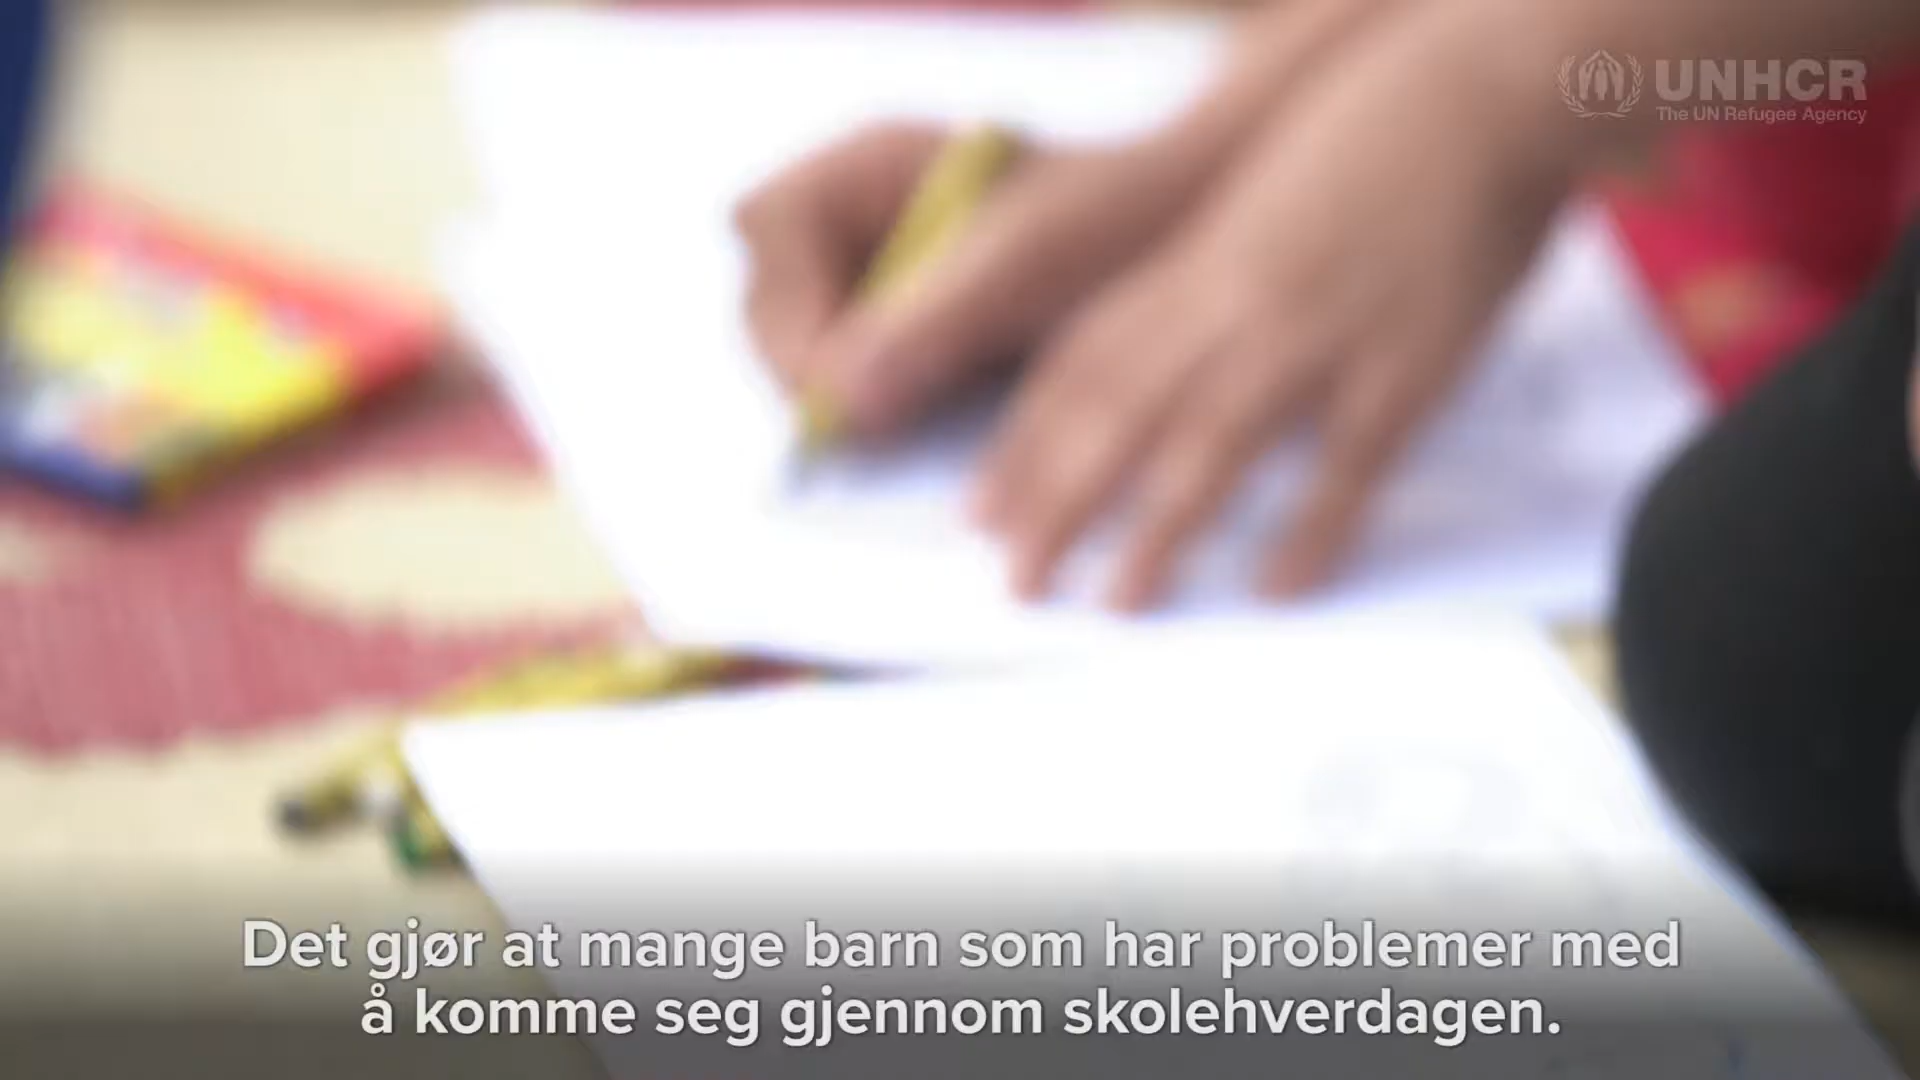 UNHCR
The UN Refugee Agency
Det gjør at mange barn som har problemer med
å komme seg gjennom skolehverdagen.